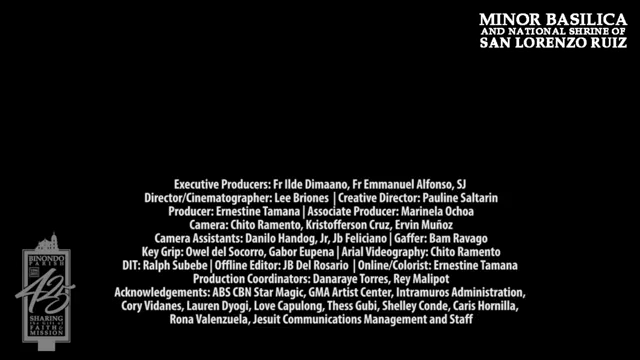 MINOR BASILICA
AND NATIONAL SHRINE OF
SAN LORENZO RUIZ
Executive Producers: Fr Ilde Dimaano, Fr Emmanuel Alfonso, SJ
Director/Cinematographer: Lee Briones | Creative Director: Pauline Saltarin
Producer: Ernestine Tamana | Associate Producer: Marinela Ochoa
Camera: Chito Ramento, Kristofferson Cruz, Ervin Muñoz
Camera Assistants: Danilo Handog, Jr, Jb Feliciano | Gaffer: Bam Ravago
Key Grip: Owel del Socorro, Gabor Eupena | Arial Videography: Chito Ramento
DIT: Ralph Subebe | Offline Editor: JB Del Rosario | Online/Colorist: Ernestine Tamana
Production Coordinators: Danaraye Torres, Rey Malipot
Acknowledgements: ABS CBN Star Magic, GMA Artist Center, Intramuros Administration,
Cory Vidanes, Lauren Dyogi, Love Capulong, Thess Gubi, Shelley Conde, Caris Hornilla,
Rona Valenzuela, Jesuit Communications Management and Staff
BINONDO
PARISH
425
SHARING
FAITH &
MISSION